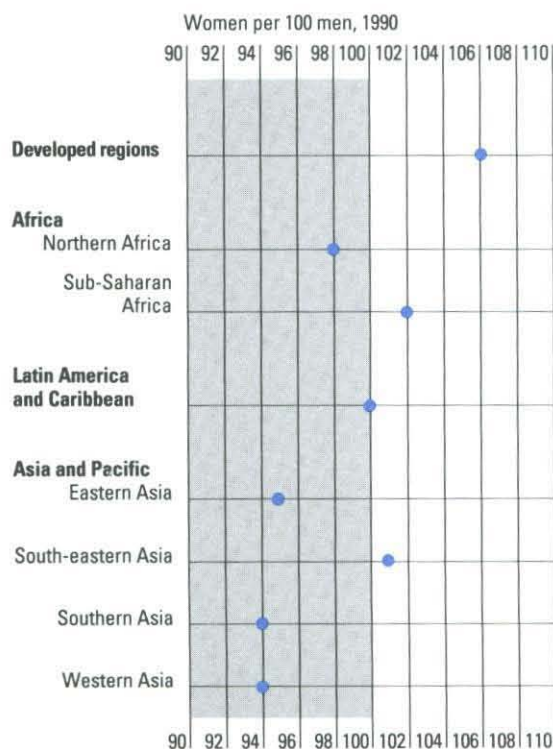 Women per 100 men, 1990
90 92 94 96 98 100 102 104 106 108 110
Developed regions
Africa
Northern Africa
Sub-Saharan
Africa
Latin America
and Caribbean
Asia and Pacific
Eastern Asia
South-eastern Asia
Southern Asia
Western Asia
90 92 94 96 98 100 102 104 106 108 110